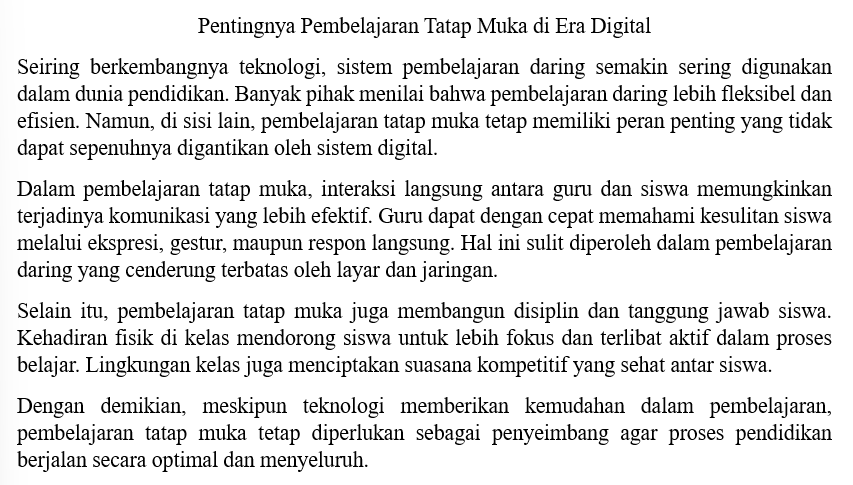 Pentingnya Pembelajaran Tatap Muka di Era Digital
Seiring berkembangnya teknologi, sistem pembelajaran daring semakin sering digunakan
dalam dunia pendidikan. Banyak pihak menilai bahwa pembelajaran daring lebih fleksibel dan
efisien. Namun, di sisi lain, pembelajaran tatap muka tetap memiliki peran penting yang tidak
dapat sepenuhnya digantikan oleh sistem digital.
Dalam pembelajaran tatap muka, interaksi langsung antara guru dan siswa memungkinkan
terjadinya komunikasi yang lebih efektif. Guru dapat dengan cepat memahami kesulitan siswa
melalui ekspresi, gestur, maupun respon langsung. Hal ini sulit diperoleh dalam pembelajaran
daring yang cenderung terbatas oleh layar dan jaringan.
Selain itu, pembelajaran tatap muka juga membangun disiplin dan tanggung jawab siswa.
Kehadiran fisik di kelas mendorong siswa untuk lebih fokus dan terlibat aktif dalam proses
belajar. Lingkungan kelas juga menciptakan suasana kompetitif yang sehat antar siswa.
Dengan demikian, meskipun teknologi memberikan kemudahan dalam pembelajaran,
pembelajaran tatap muka tetap diperlukan sebagai penyeimbang agar proses pendidikan
berjalan secara optimal dan menyeluruh.